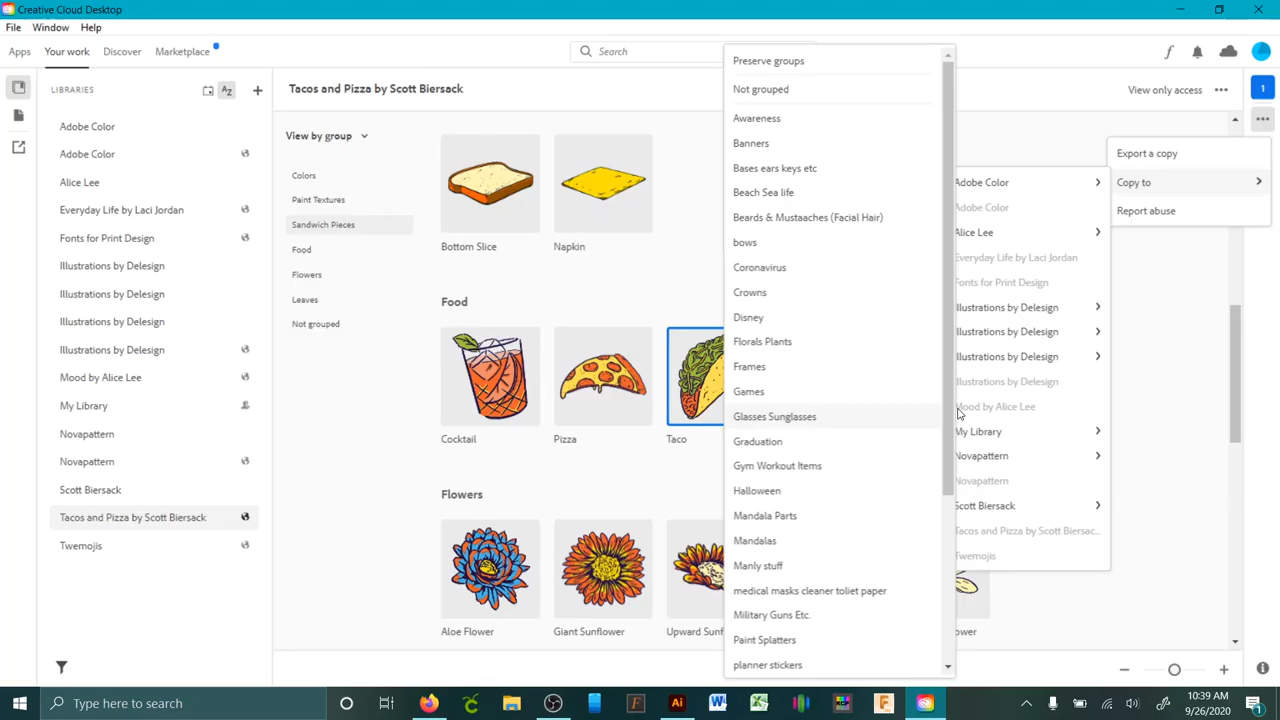 Creative Cloud Desktop
File Window Help
Apps Your work Discover Marketplace Search
LIBRARIES
Adobe Color
Adobe Color
Alice Lee
Everyday Life by Laci Jordan
Fonts for Print Design
Illustrations by Delesign
Illustrations by Delesign
Illustrations by Delesign
Illustrations by Delesign
Mood by Alice Lee
My Library
Novapattern
Novapattern
Scott Biersack
Tacos and Pizza by Scott Biersack
Twemojis
Tacos and Pizza by Scott Biersack
View only access
View by group
Colors
Paint Textures
Sandwich Pieces
Food
Flowers
Leaves
Not grouped
Bottom Slice Napkin
Food
Cocktail Pizza Taco
Flowers
Aloe Flower Giant Sunflower Upward Sunf ower
Preserve groups
Not grouped
Awareness
Banners
Bases ears keys etc
Beach Sea life
Beards & Mustaaches (Facial Hair)
bows
Coronavirus
Crowns
Disney
Florals Plants
Frames
Games
Glasses Sunglasses
Graduation
Gym Workout Items
Halloween
Mandala Parts
Mandalas
Manly stuff
medical masks cleaner toliet paper
Military Guns Etc.
Paint Splatters
planner stickers
Adobe Color
Adobe Color
Alice Lee
Everyday Life by Laci Jordan
Fonts for Print Design
Illustrations by Delesign
Illustrations by Delesign
Illustrations by Delesign
Illustrations by Delesign
Mood by Alice Lee
My Library
Novapattern
Novapattern
Scott Biersack
Tacos and Pizza by Scott Biersac...
Twemojis
1
Export a copy
Copy to
Report abuse
Type here to search
10:39 AM
9/26/2020
1